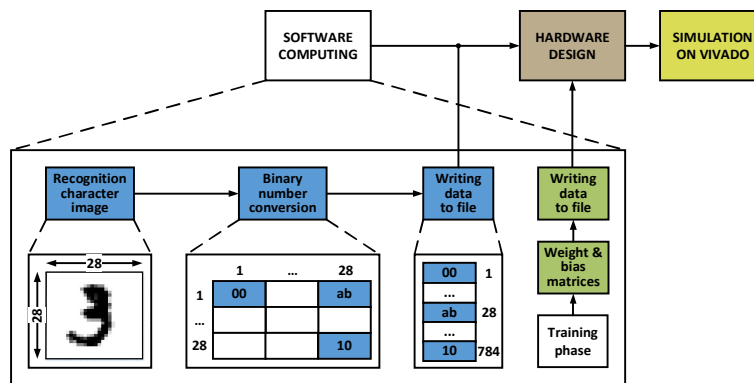 SOFTWARE
COMPUTING
HARDWARE
DESIGN
SIMULATION
ON VIVADO
Recognition
character
image
Binary
number
conversion
Writing
data
to file
Writing
data
to file
28
28
1 ... 28
1 00 ab
...
28 10
00 1
...
ab 28
...
10 784
Weight &
bias
matrices
Training
phase